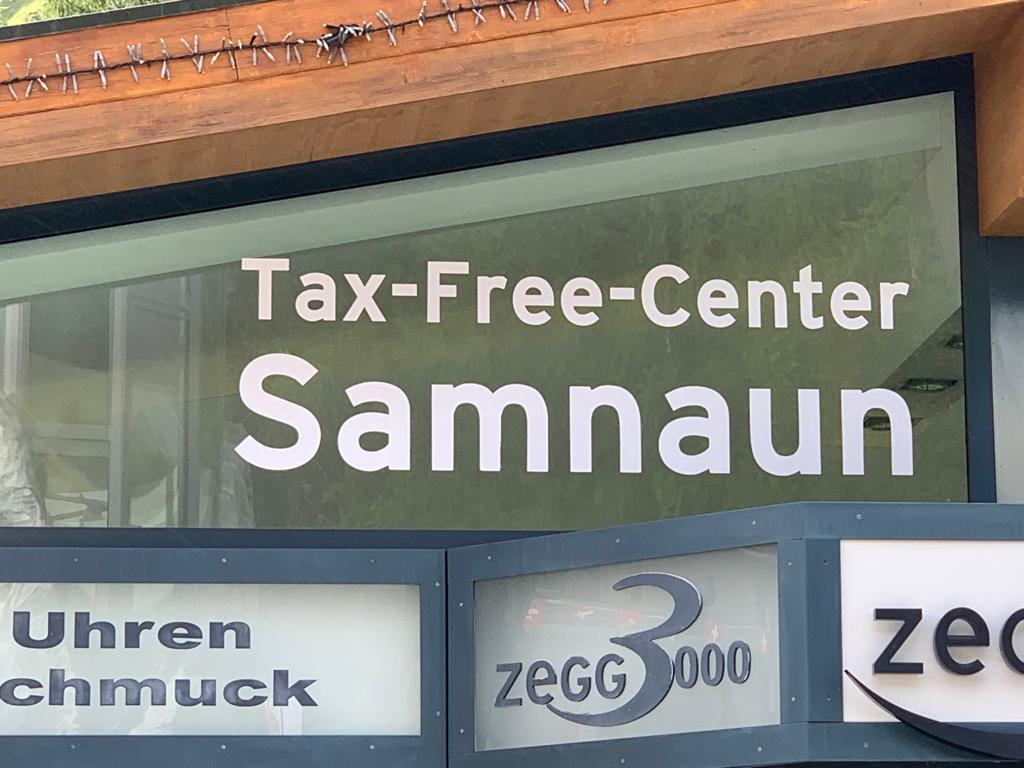 Tax-Free-Center
Samnaun
Uhren
chmuck
zeGG3000
zeg